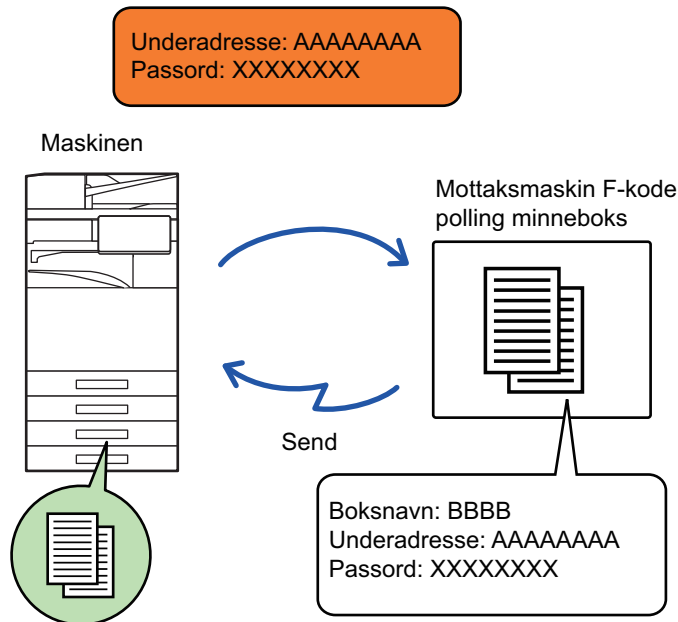 Underadresse: AAAAAAAA
Passord: XXXXXXXX
Maskinen
Mottaksmaskin F-kode
polling minneboks
Send
Boksnavn: BBBB
Underadresse: AAAAAAAA
Passord: XXXXXXXX